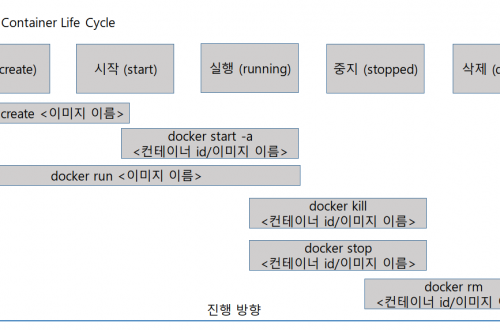 Container Life Cycle
create)
시작 (start)
실행 (running)
중지 (stopped)
삭제 (
create <이미지 이름>
docker start -a
<컨테이너 id/이미지 이름>
docker run <이미지 이름>
docker kill
<컨테이너 id/이미지 이름>
docker stop
<컨테이너 id/이미지 이름>
docker rm
<컨테이너 id/이미지 이
진행 방향